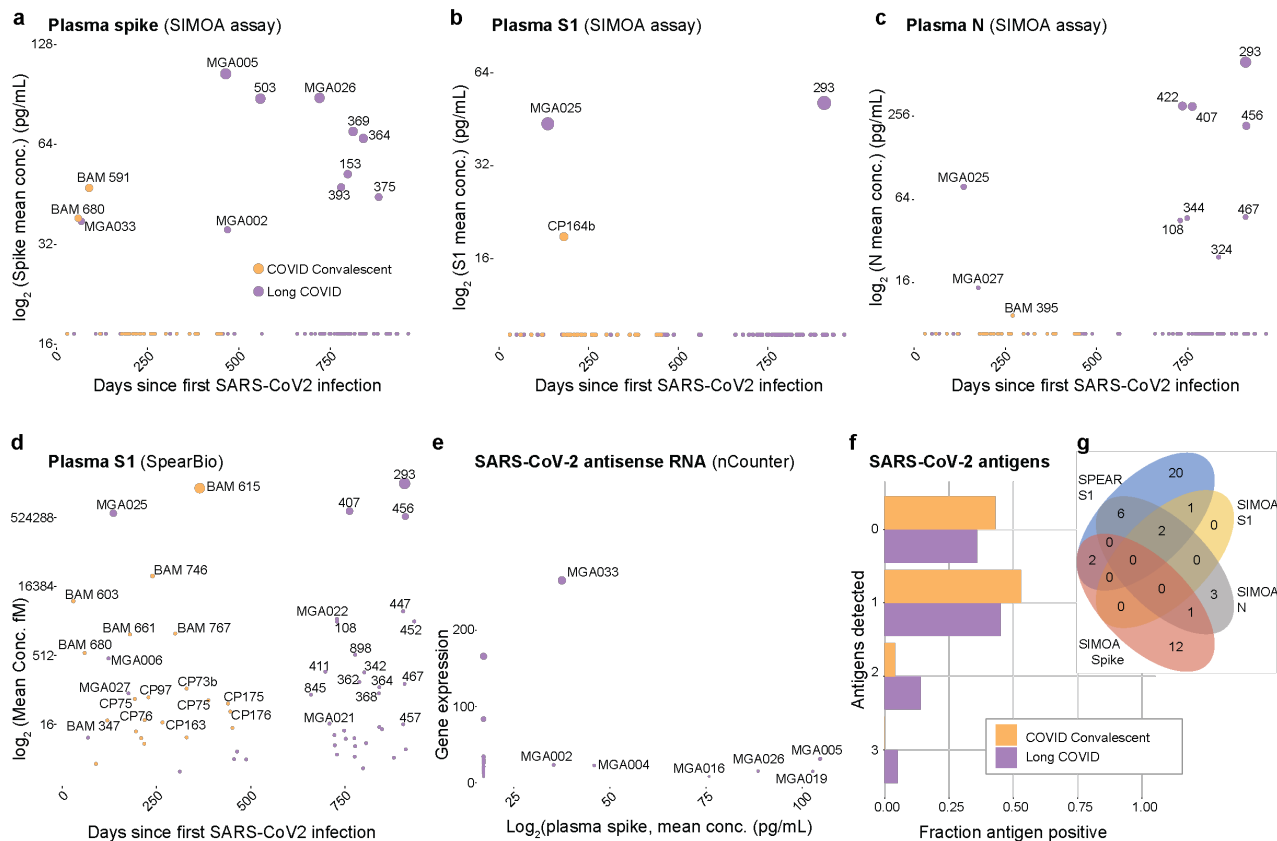 a
Plasma spike (SIMOA assay)
128-
64-
32-
16-
log2 (Spike mean conc.) (pg/mL)
MGA005
503
MGA026
369
364
153
393
375
BAM 591
BAM 680
MGA033
MGA002
COVID Convalescent
Long COVID
0
250
500
750
Days since first SARS-CoV2 infection
b
Plasma S1 (SIMOA assay)
64-
32-
16-
log2 (S1 mean conc.) (pg/mL)
MGA025
293
CP164b
0
250
500
750
Days since first SARS-CoV2 infection
c
Plasma N (SIMOA assay)
256-
64-
16-
log2 (N mean conc.) (pg/mL)
293
422
407
456
MGA025
344
108
467
324
MGA027
BAM 395
0
250
500
750
Days since first SARS-CoV2 infection
d
Plasma S1 (SpearBio)
524288-
16384-
512-
16-
log2 (Mean Conc. fM)
BAM 615
293
MGA025
407
456
BAM 746
BAM 603
MGA022
447
108
452
BAM 661
BAM 767
BAM 680
MGA006
898
411
342
362
364
467
845
368
MGA027
CP97
CP73b
CP75
CP75
CP175
CP76
CP163
CP176
BAM 347
MGA021
457
0
250
500
750
Days since first SARS-CoV2 infection
e
SARS-CoV-2 antisense RNA (nCounter)
200-
100-
0-
Gene expression
MGA033
MGA002
MGA004
MGA016
MGA026
MGA005
MGA019
25
50
75
100
Log2(plasma spike, mean conc. (pg/mL)
f
SARS-CoV-2 antigens
Antigens detected
0
1
2
3
COVID Convalescent
Long COVID
0.00
0.25
0.50
0.75
1.00
Fraction antigen positive
g
SPEAR
S1
SIMOA
S1
SIMOA
N
SIMOA
Spike
20
1
0
6
2
0
0
0
2
0
0
3
0
1
12